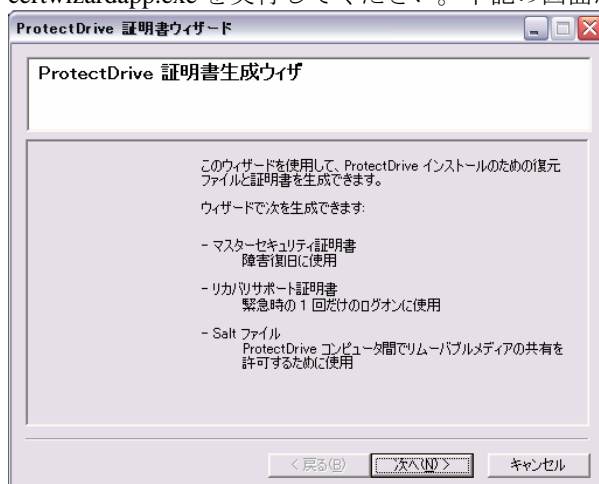 certwizardapp.exe を実行してください。下記の画面
ProtectDrive 証明書ウィザード
ProtectDrive 証明書生成ウィザ
このウィザードを使用して、ProtectDrive インストールのための復元
ファイルと証明書を生成できます。
ウィザードで次を生成できます:
- マスターセキュリティ証明書
障害復旧に使用
- リカバリサポート証明書
緊急時の 1 回だけのログオンに使用
- Salt ファイル
ProtectDrive コンピュータ間でリムーバブルメディアの共有を
許可するために使用
< 戻る(B)
次へ(N) >
キャンセル